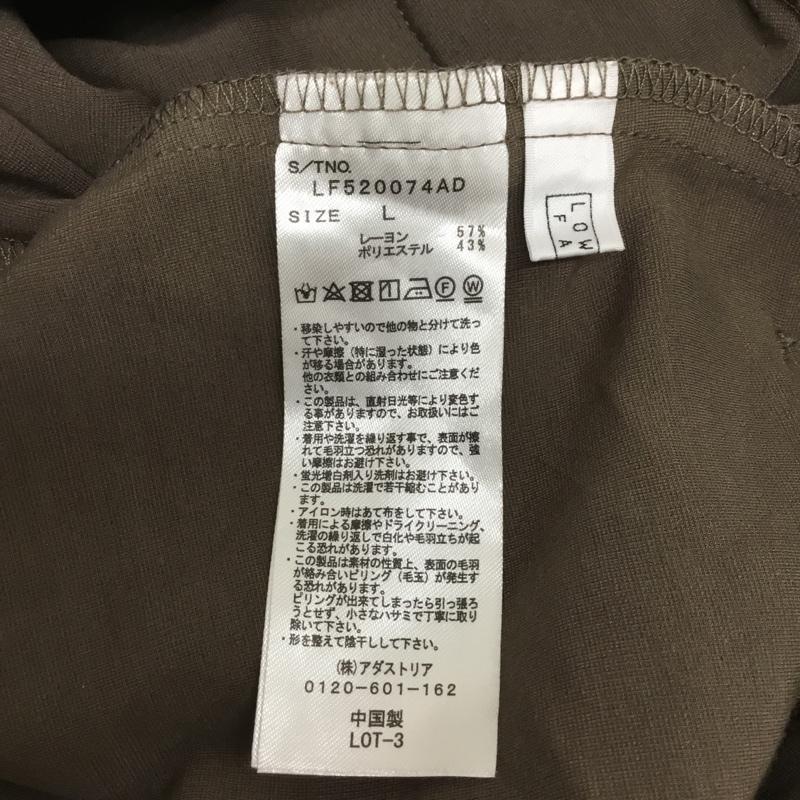 S/TNO.
LF520074AD
SIZE L
レーヨン 57%
ポリエステル 43%
F W
・移染しやすいので他の物と分けて洗っ
て下さい。
・汗や摩擦（特に湿った状態）により色
が移る場合があります。
他の衣類との組み合わせにご注意くだ
さい。
・この製品は、直射日光等により変色す
る事がありますので、お取扱いにはご
注意下さい。
・着用や洗濯を繰り返す事で、表面が擦
れて毛羽立つ恐れがありますので、強
い摩擦はお避け下さい。
・蛍光増白剤入り洗剤はお避け下さい。
・この製品は洗濯で若干縮むことがあり
ます。
・アイロン時はあて布をして下さい。
・着用による摩擦やドライクリーニング、
洗濯の繰り返しで白化や毛羽立ちが起
こる恐れがあります。
・この製品は素材の性質上、表面の毛羽
が絡み合いピリング（毛玉）が発生す
る恐れがあります。
ピリングが出来てしまったら引っ張ろ
うとせず、小さなハサミで丁寧に取り
除いて下さい。
・形を整えて陰干しして下さい。
（株）アダストリア
0120-601-162
中国製
LOT-3
LOW
FA